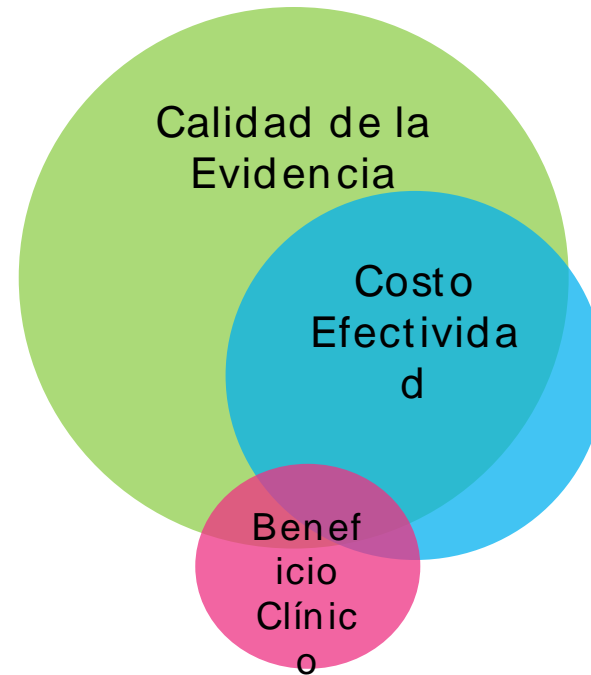 Calidad de la
Evidencia
Costo
Efectivida
d
Benef
icio
Clínic
o